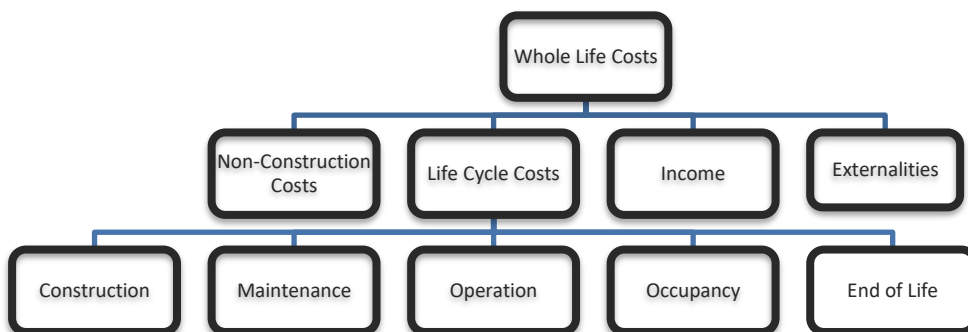 Whole Life Costs
Non-Construction
Costs
Life Cycle Costs
Income
Externalities
Construction
Maintenance
Operation
Occupancy
End of Life